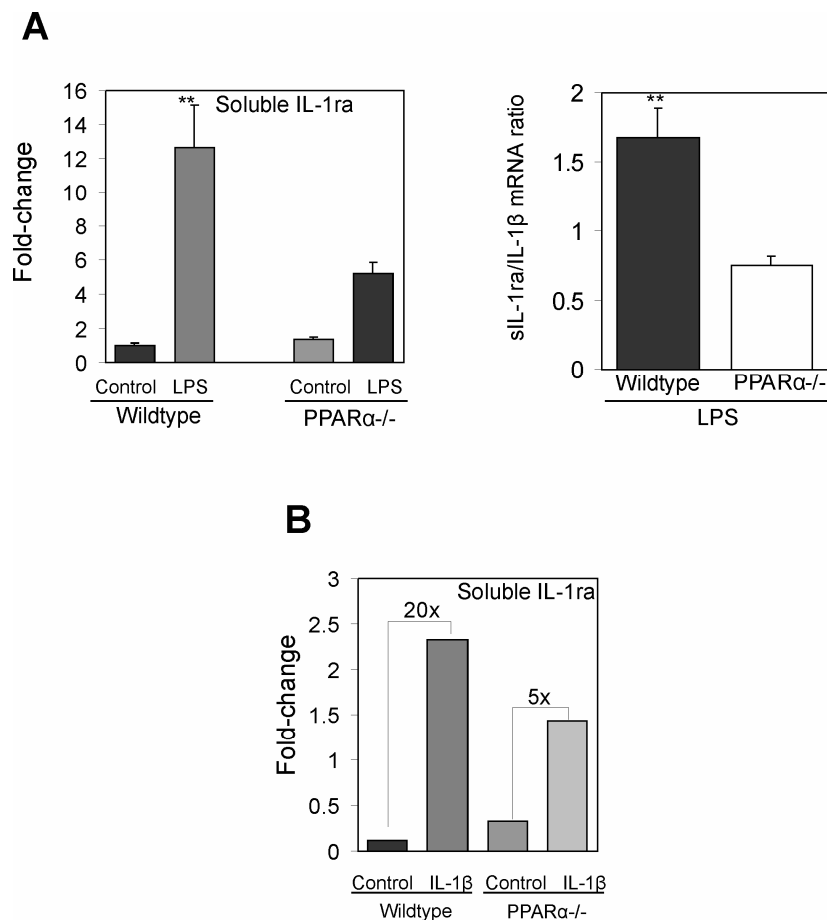 A
Soluble IL-1ra
**
16
14
12
10
8
6
4
2
0
Fold-change
Control LPS Control LPS
Wildtype PPARα-/-
**
2
1.5
1
0.5
0
sIL-1ra/IL-1β mRNA ratio
Wildtype PPARα-/-
LPS
B
Soluble IL-1ra
20x
5x
3
2.5
2
1.5
1
0.5
0
Fold-change
Control IL-1β Control IL-1β
Wildtype PPARα-/-